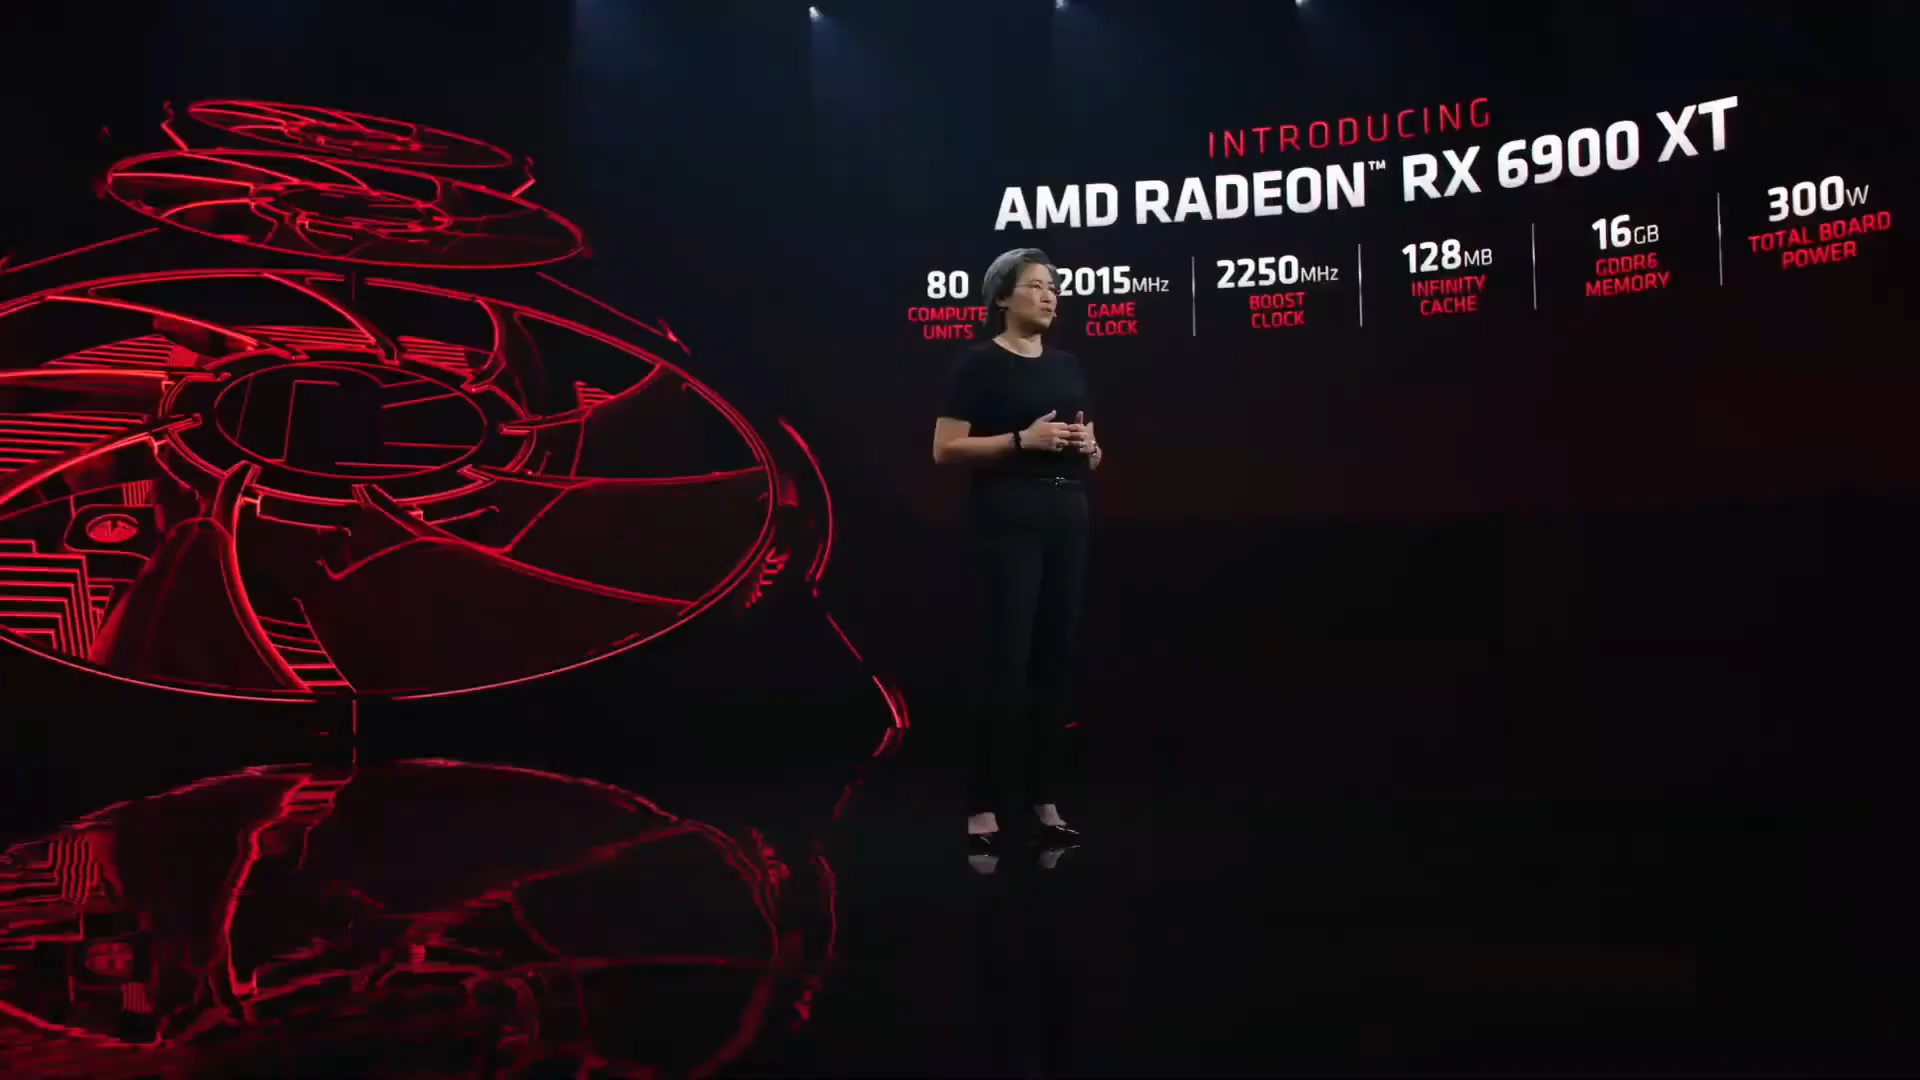 INTRODUCING
AMD RADEON™ RX 6900 XT
80
COMPUTE
UNITS
2015MHz
GAME
CLOCK
2250MHz
BOOST
CLOCK
128MB
INFINITY
CACHE
16GB
GDDR6
MEMORY
300W
TOTAL BOARD
POWER